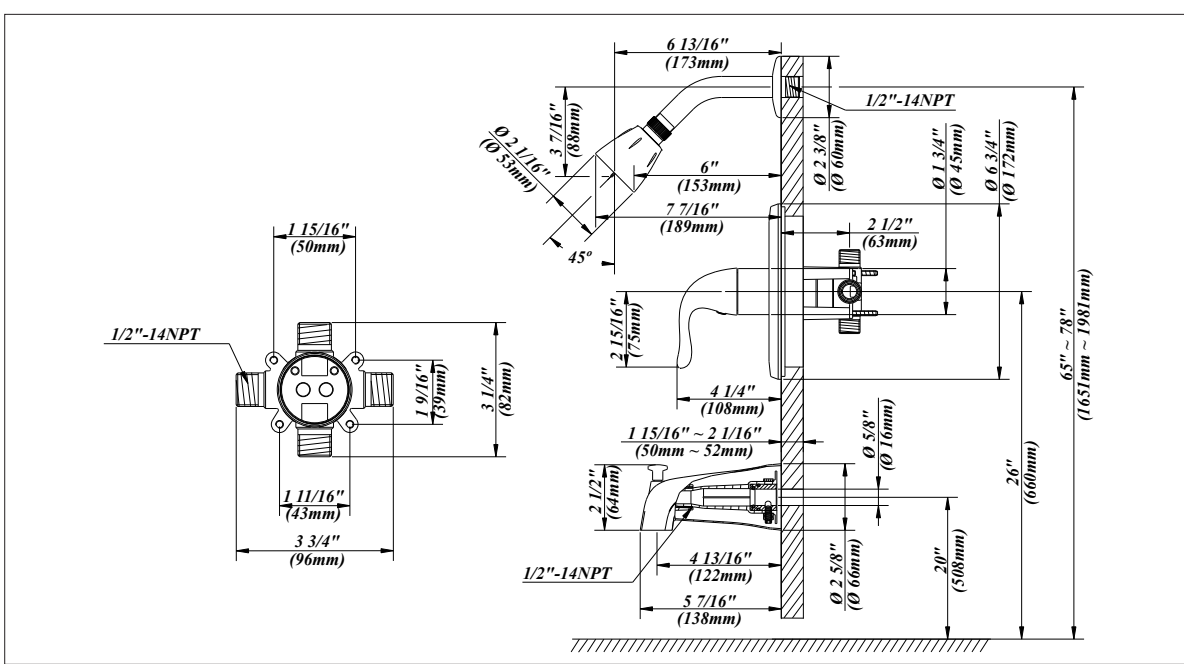 6 13/16"
(173mm)
1/2"-14NPT
3 7/16"
(88mm)
Ø 2 1/16"
(Ø 53mm)
45º
6"
(153mm)
7 7/16"
(189mm)
Ø 2 3/8"
(Ø 60mm)
Ø 1 3/4"
(Ø 45mm)
Ø 6 3/4"
(Ø 172mm)
2 1/2"
(63mm)
65" ~ 78"
(1651mm ~ 1981mm)
1 15/16"
(50mm)
1/2"-14NPT
1 9/16"
(39mm)
3 1/4"
(82mm)
1 11/16"
(43mm)
3 3/4"
(96mm)
2 15/16"
(75mm)
4 1/4"
(108mm)
1 15/16" ~ 2 1/16"
(50mm ~ 52mm)
Ø 5/8"
(Ø 16mm)
26"
(660mm)
2 1/2"
(64mm)
1/2"-14NPT
4 13/16"
(122mm)
5 7/16"
(138mm)
Ø 2 5/8"
(Ø 66mm)
20"
(508mm)